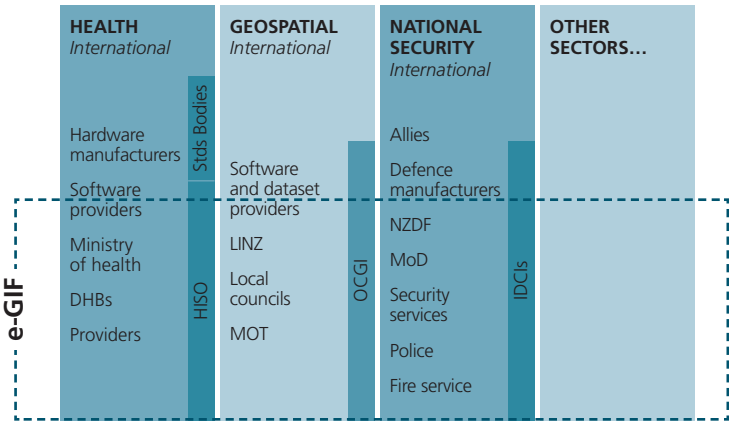 HEALTH
International
Hardware
manufacturers
Software
providers
Ministry
of health
DHBs
Providers
Stds Bodies
HISO
GEOSPATIAL
International
Software
and dataset
providers
LINZ
Local
councils
MOT
OCGI
NATIONAL
SECURITY
International
Allies
Defence
manufacturers
NZDF
MoD
Security
services
Police
Fire service
IDCIs
OTHER
SECTORS...
e-GIF